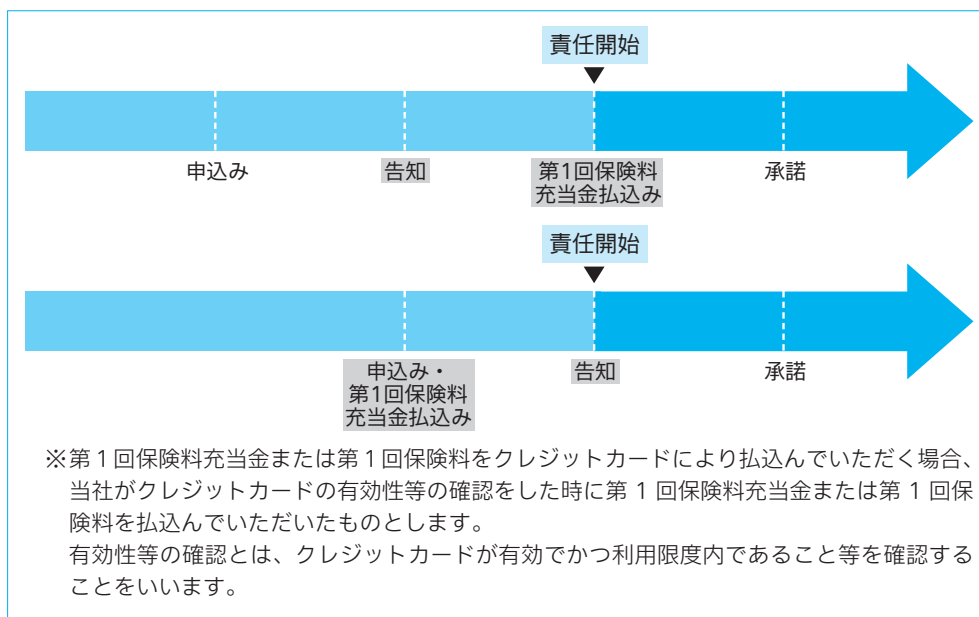 責任開始
申込み
告知
第1回保険料
充当金払込み
承諾
責任開始
申込み・
第1回保険料
充当金払込み
告知
承諾
※第1回保険料充当金または第1回保険料をクレジットカードにより払込んでいただく場合、
当社がクレジットカードの有効性等の確認をした時に第1回保険料充当金または第1回保
険料を払込んでいただいたものとします。
有効性等の確認とは、クレジットカードが有効でかつ利用限度内であること等を確認する
ことをいいます。